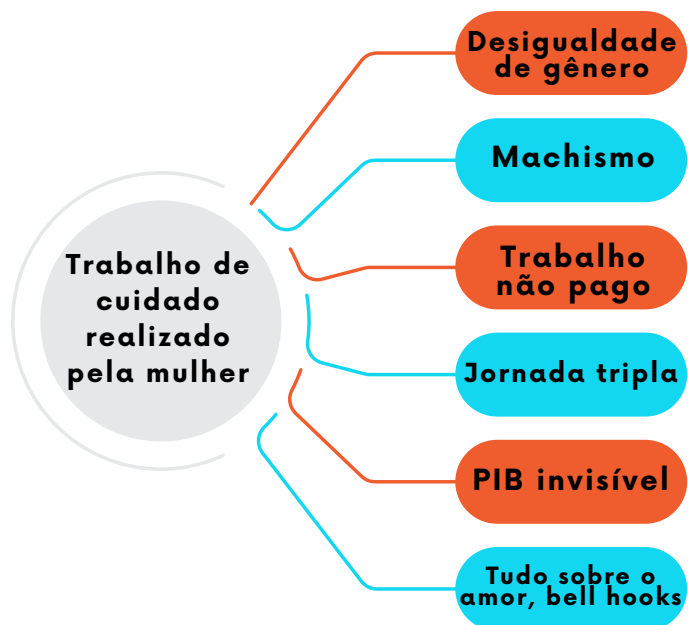 Trabalho de
cuidado
realizado
pela mulher
Desigualdade
de gênero
Machismo
Trabalho
não pago
Jornada tripla
PIB invisível
Tudo sobre o
amor, bell hooks